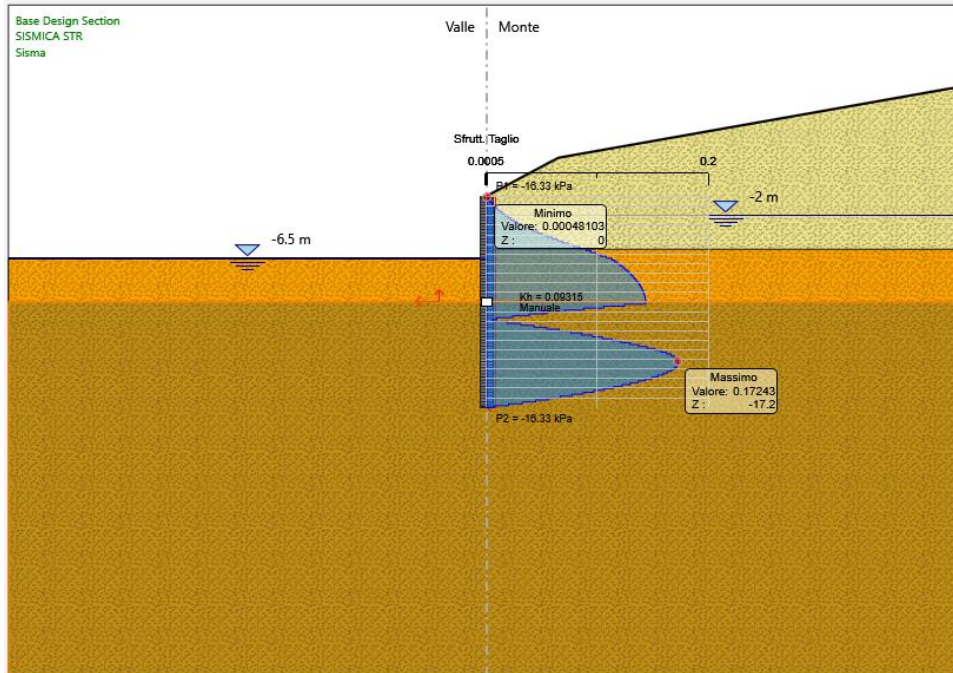 Base Design Section
SISMICA STR
Sisma
Valle
Monte
Sfrutt. Taglio
0.0005
0.2
P1 = -16.33 kPa
-2 m
Minimo
Valore: 0.00048103
Z : 0
-6.5 m
Kh = 0.09315
Manuale
Massimo
Valore: 0.17243
Z : -17.2
P2 = -16.33 kPa